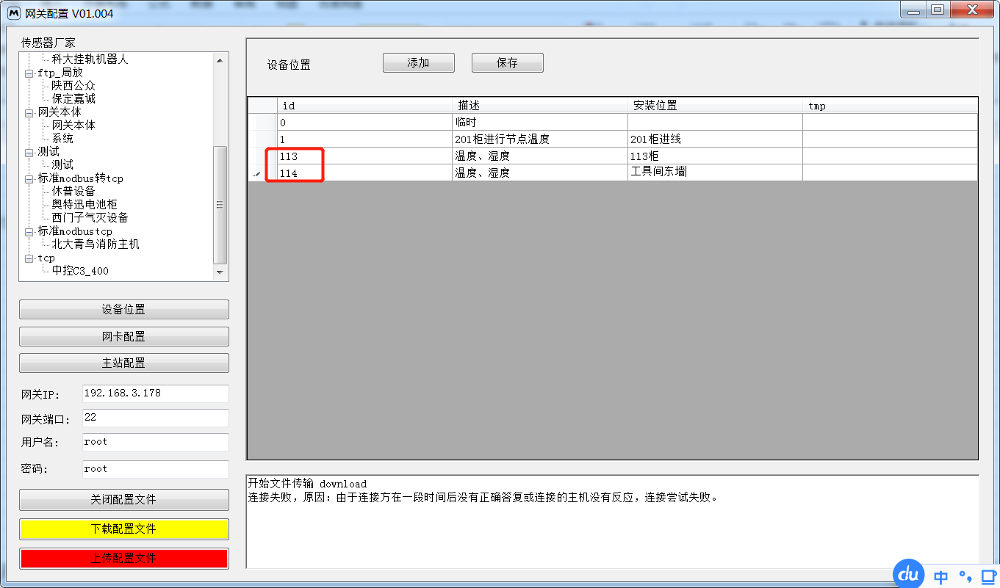 网关配置 V01.004
传感器厂家
科大挂轨机器人
ftp_局放
陕西公众
保定嘉诚
网关本体
网关本体
系统
测试
测试
标准modbus转tcp
休普设备
奥特迅电池柜
西门子气灭设备
标准modbustcp
北大青鸟消防主机
tcp
中控C3_400
设备位置
网卡配置
主站配置
网关IP: 192.168.3.178
网关端口: 22
用户名: root
密码: root
关闭配置文件
下载配置文件
上传配置文件
设备位置 添加 保存
id 描述 安装位置 tmp
0 临时
1 201柜进行节点温度 201柜进线
113 温度、湿度 113柜
114 温度、湿度 工具间东墙
开始文件传输 download
连接失败，原因：由于连接方在一段时间后没有正确答复或连接的主机没有反应，连接尝试失败。
du 中 °,